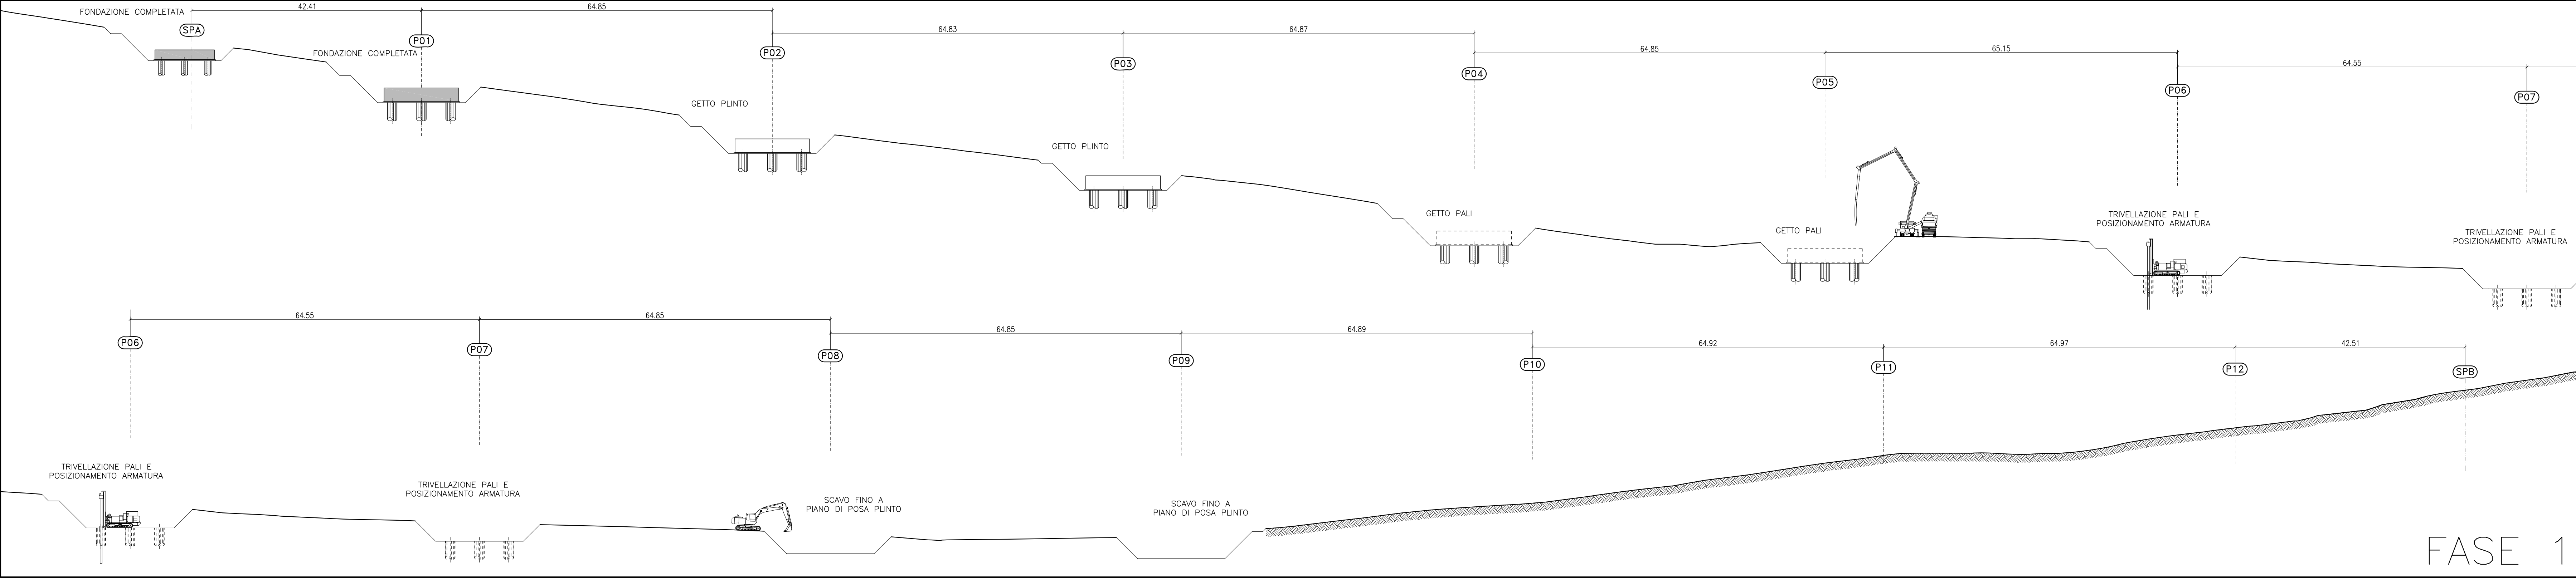 FONDAZIONE COMPLETATA
42.41
64.85
SPA
P01
FONDAZIONE COMPLETATA
64.83
64.87
P02
P03
GETTO PLINTO
GETTO PLINTO
64.85
65.15
P04
P05
P06
64.55
P07
GETTO PALI
GETTO PALI
TRIVELLAZIONE PALI E
POSIZIONAMENTO ARMATURA
TRIVELLAZIONE PALI E
POSIZIONAMENTO ARMATURA
64.55
64.85
P06
P07
P08
64.85
64.89
P09
P10
64.92
64.97
42.51
P11
P12
SPB
TRIVELLAZIONE PALI E
POSIZIONAMENTO ARMATURA
TRIVELLAZIONE PALI E
POSIZIONAMENTO ARMATURA
SCAVO FINO A
PIANO DI POSA PLINTO
SCAVO FINO A
PIANO DI POSA PLINTO
FASE 1